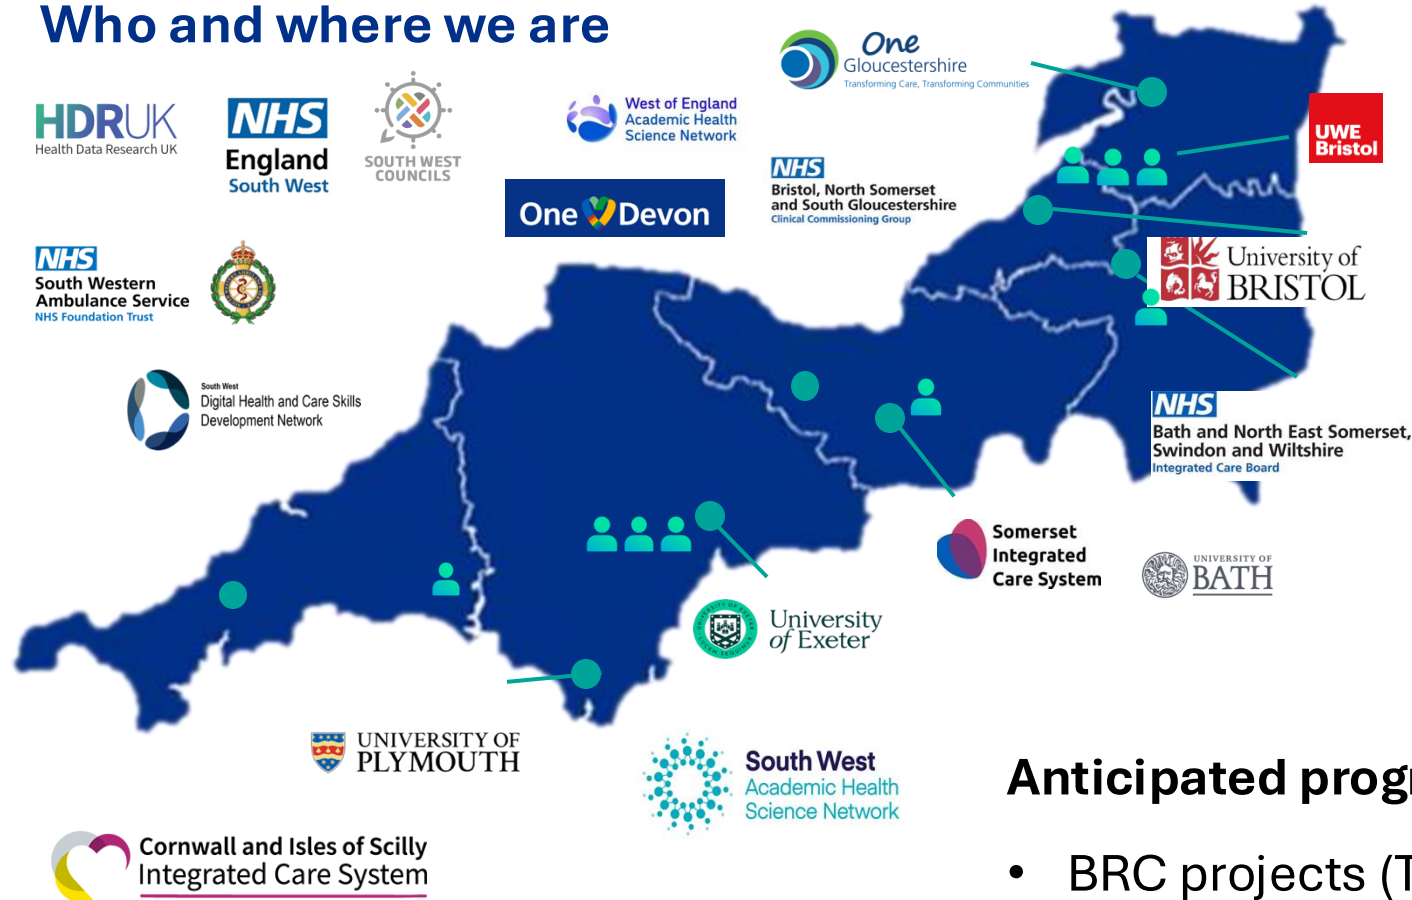 Who and where we are
HDRUK
Health Data Research UK
NHS
England
South West
SOUTH WEST
COUNCILS
West of England
Academic Health
Science Network
One Devon
One
Gloucestershire
Transforming Care, Transforming Communities
NHS
Bristol, North Somerset
and South Gloucestershire
Clinical Commissioning Group
UWE
Bristol
University of
BRISTOL
NHS
South Western
Ambulance Service
NHS Foundation Trust
South West
Digital Health and Care Skills
Development Network
NHS
Bath and North East Somerset,
Swindon and Wiltshire
Integrated Care Board
Somerset
Integrated
Care System
UNIVERSITY OF
BATH
University
of Exeter
UNIVERSITY OF
PLYMOUTH
South West
Academic Health
Science Network
Cornwall and Isles of Scilly
Integrated Care System
Anticipated prog
• BRC projects (T